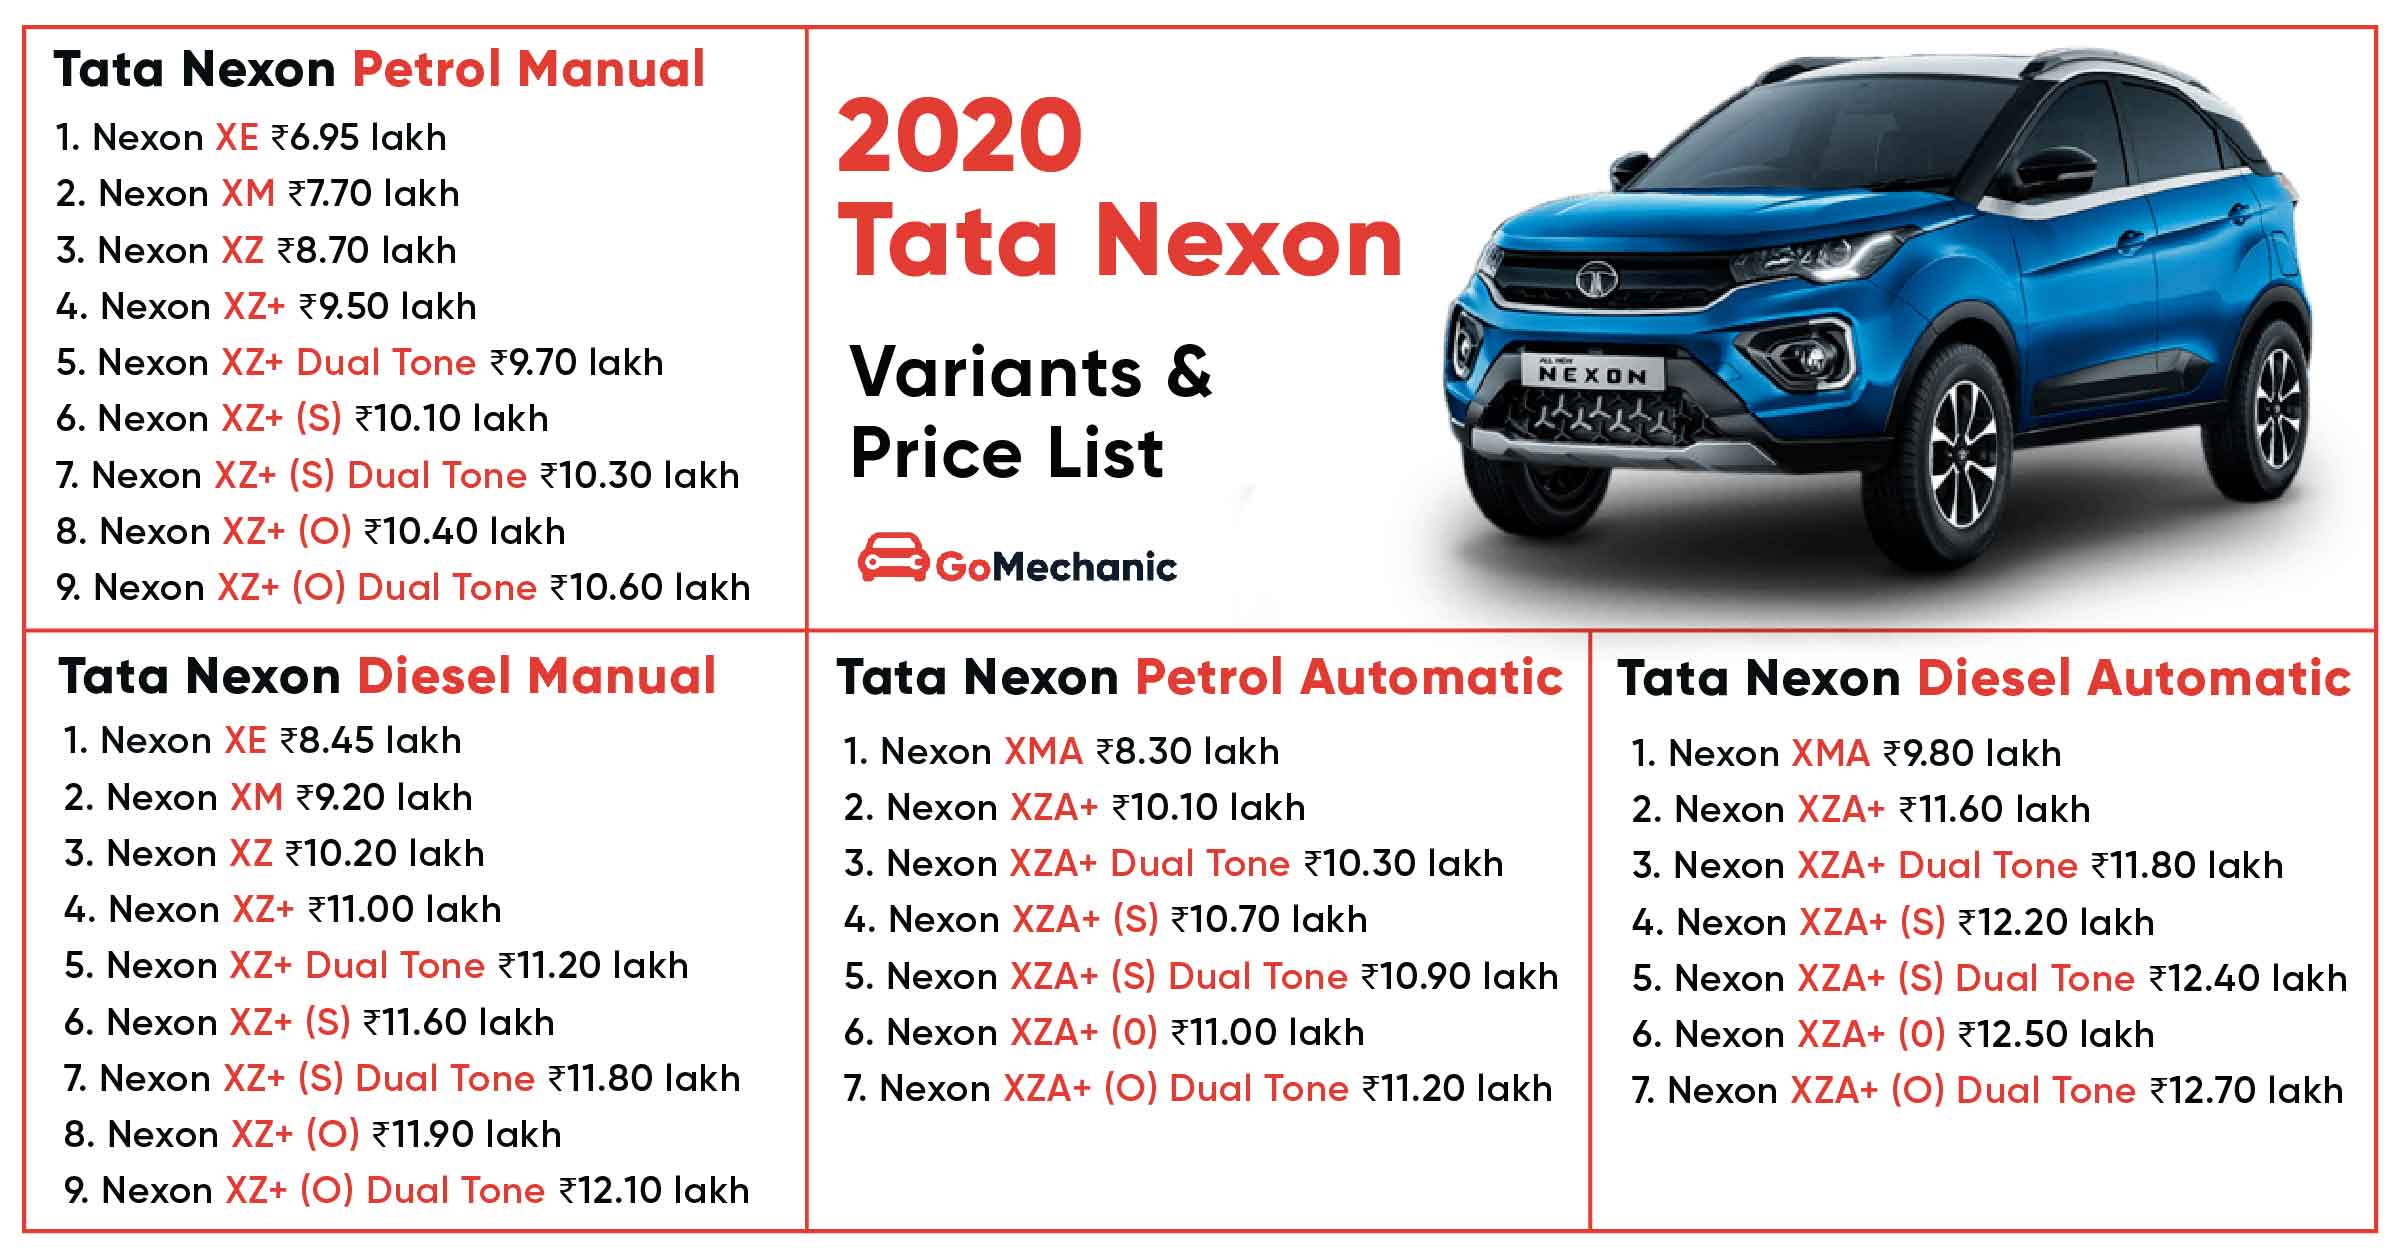 Tata Nexon Petrol Manual
1. Nexon XE ₹6.95 lakh
2. Nexon XM ₹7.70 lakh
3. Nexon XZ ₹8.70 lakh
4. Nexon XZ+ ₹9.50 lakh
5. Nexon XZ+ Dual Tone ₹9.70 lakh
6. Nexon XZ+ (S) ₹10.10 lakh
7. Nexon XZ+ (S) Dual Tone ₹10.30 lakh
8. Nexon XZ+ (O) ₹10.40 lakh
9. Nexon XZ+ (O) Dual Tone ₹10.60 lakh
2020
Tata Nexon
Variants &
Price List
GoMechanic
ALL NEW
NEXON
Tata Nexon Diesel Manual
1. Nexon XE ₹8.45 lakh
2. Nexon XM ₹9.20 lakh
3. Nexon XZ ₹10.20 lakh
4. Nexon XZ+ ₹11.00 lakh
5. Nexon XZ+ Dual Tone ₹11.20 lakh
6. Nexon XZ+ (S) ₹11.60 lakh
7. Nexon XZ+ (S) Dual Tone ₹11.80 lakh
8. Nexon XZ+ (O) ₹11.90 lakh
9. Nexon XZ+ (O) Dual Tone ₹12.10 lakh
Tata Nexon Petrol Automatic
1. Nexon XMA ₹8.30 lakh
2. Nexon XZA+ ₹10.10 lakh
3. Nexon XZA+ Dual Tone ₹10.30 lakh
4. Nexon XZA+ (S) ₹10.70 lakh
5. Nexon XZA+ (S) Dual Tone ₹10.90 lakh
6. Nexon XZA+ (0) ₹11.00 lakh
7. Nexon XZA+ (O) Dual Tone ₹11.20 lakh
Tata Nexon Diesel Automatic
1. Nexon XMA ₹9.80 lakh
2. Nexon XZA+ ₹11.60 lakh
3. Nexon XZA+ Dual Tone ₹11.80 lakh
4. Nexon XZA+ (S) ₹12.20 lakh
5. Nexon XZA+ (S) Dual Tone ₹12.40 lakh
6. Nexon XZA+ (0) ₹12.50 lakh
7. Nexon XZA+ (O) Dual Tone ₹12.70 lakh